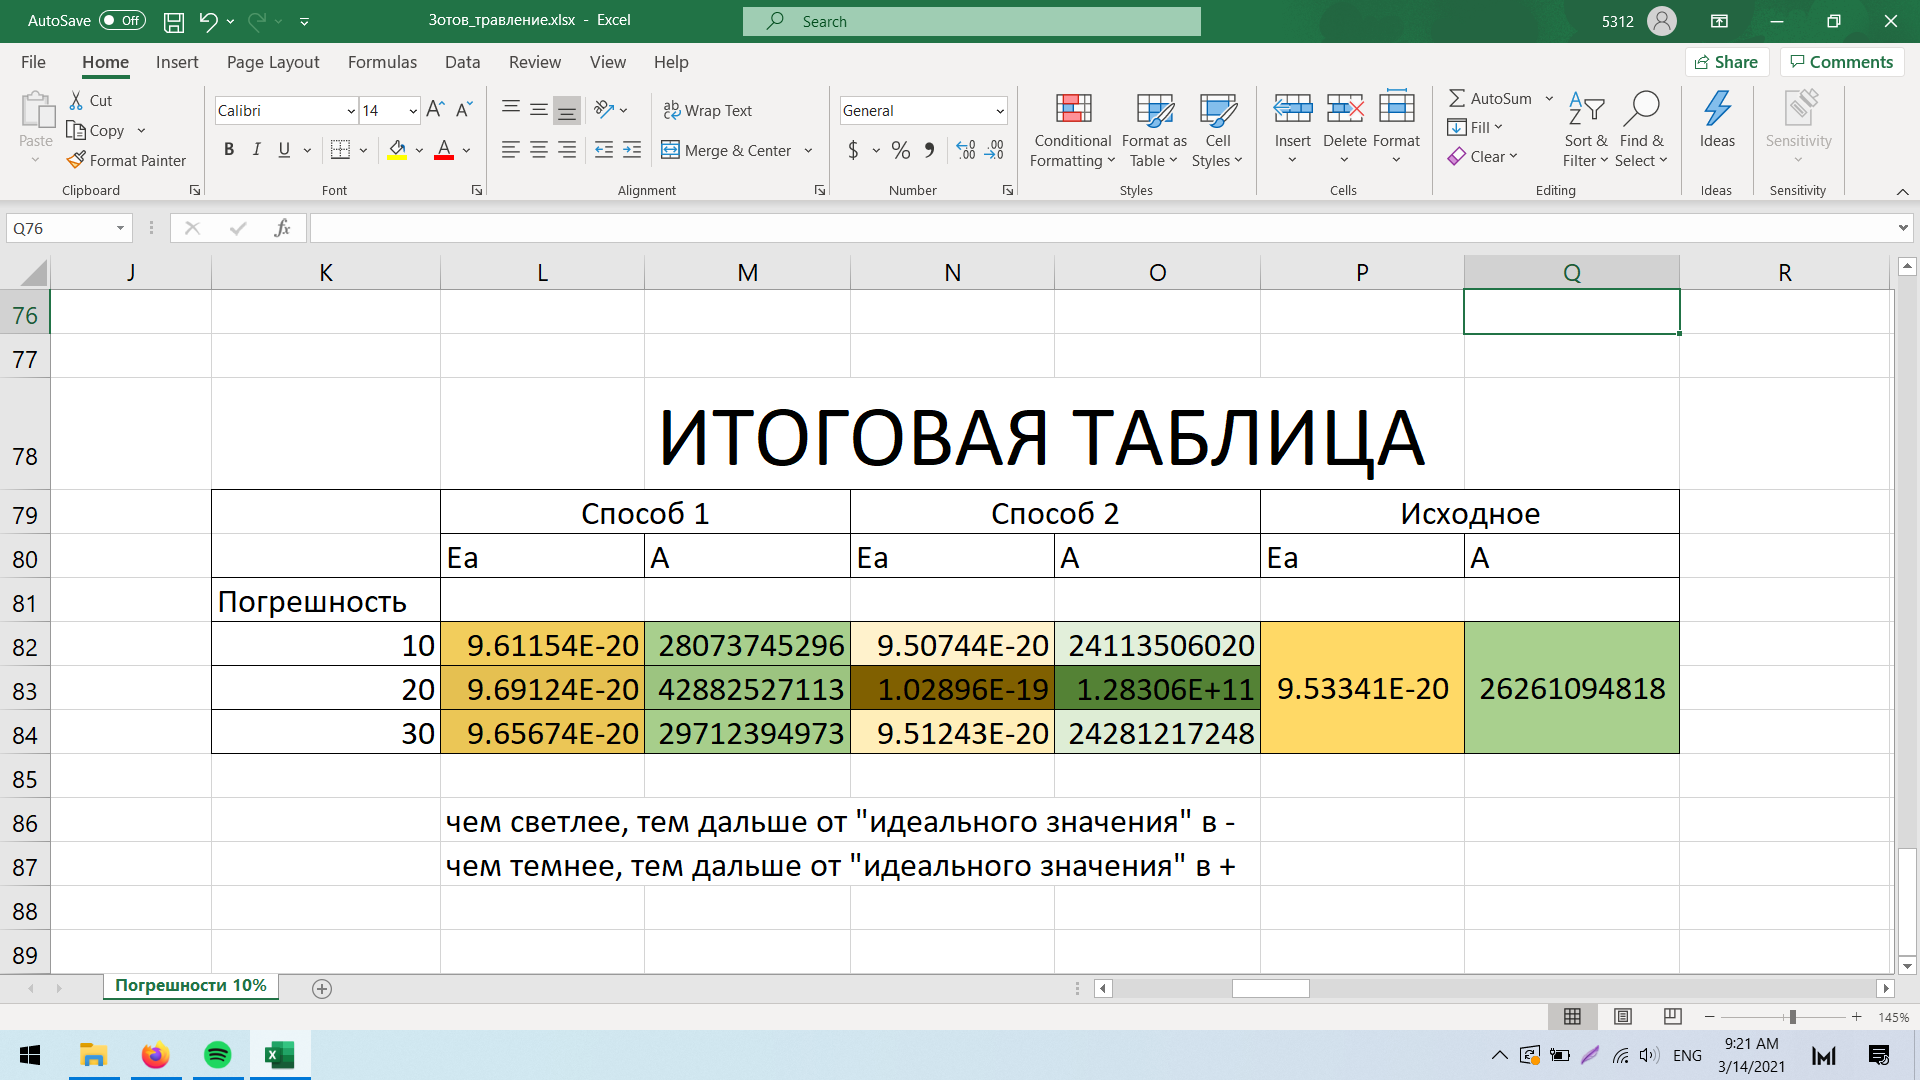 AutoSave Off Зотов_травление.xlsx - Excel Search 5312
File Home Insert Page Layout Formulas Data Review View Help Share Comments
Paste Cut Copy Format Painter Clipboard
Calibri 14 A A B I U A Font
Wrap Text Merge & Center Alignment
General $ % Number
Conditional Formatting Format as Table Cell Styles Styles
Insert Delete Format Cells
AutoSum Fill Clear Sort & Filter Find & Select Editing
Ideas Ideas
Sensitivity Sensitivity
Q76 fx
J K L M N O P Q R
76
77
78 ИТОГОВАЯ ТАБЛИЦА
79 Способ 1 Способ 2 Исходное
80 Ea A Ea A Ea A
81 Погрешность
82 10 9.61154E-20 28073745296 9.50744E-20 24113506020
83 20 9.69124E-20 42882527113 1.02896E-19 1.28306E+11 9.53341E-20 26261094818
84 30 9.65674E-20 29712394973 9.51243E-20 24281217248
85
86 чем светлее, тем дальше от "идеального значения" в -
87 чем темнее, тем дальше от "идеального значения" в +
88
89
Погрешности 10%
145%
ENG 9:21 AM
3/14/2021